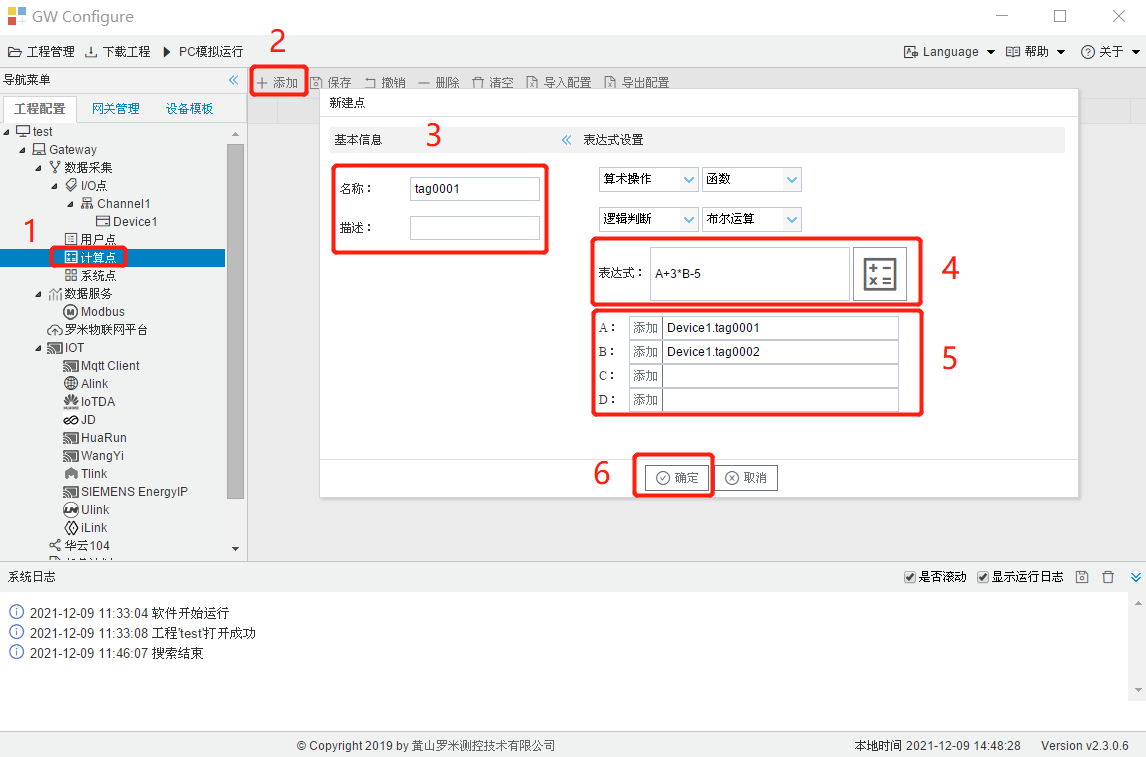 GW Configure
工程管理 下载工程 PC模拟运行 2 Language 帮助 关于
导航菜单
添加 保存 撤销 删除 清空 导入配置 导出配置
工程配置 网关管理 设备模板
test
Gateway
数据采集
I/O点
Channel1
Device1
1
用户点
计算点
系统点
数据服务
Modbus
罗米物联网平台
IOT
Mqtt Client
Alink
IoTDA
JD
HuaRun
WangYi
Tlink
SIEMENS EnergyIP
Ulink
iLink
华云104
新建点
基本信息 3 表达式设置
名称： tag0001
描述：
算术操作 函数
逻辑判断 布尔运算
表达式： A+3*B-5 4
A： 添加 Device1.tag0001
B： 添加 Device1.tag0002 5
C： 添加
D： 添加
6 确定 取消
系统日志 是否滚动 显示运行日志
2021-12-09 11:33:04 软件开始运行
2021-12-09 11:33:08 工程'test'打开成功
2021-12-09 11:46:07 搜索结束
© Copyright 2019 by 黄山罗米测控技术有限公司 本地时间 2021-12-09 14:48:28 Version v2.3.0.6